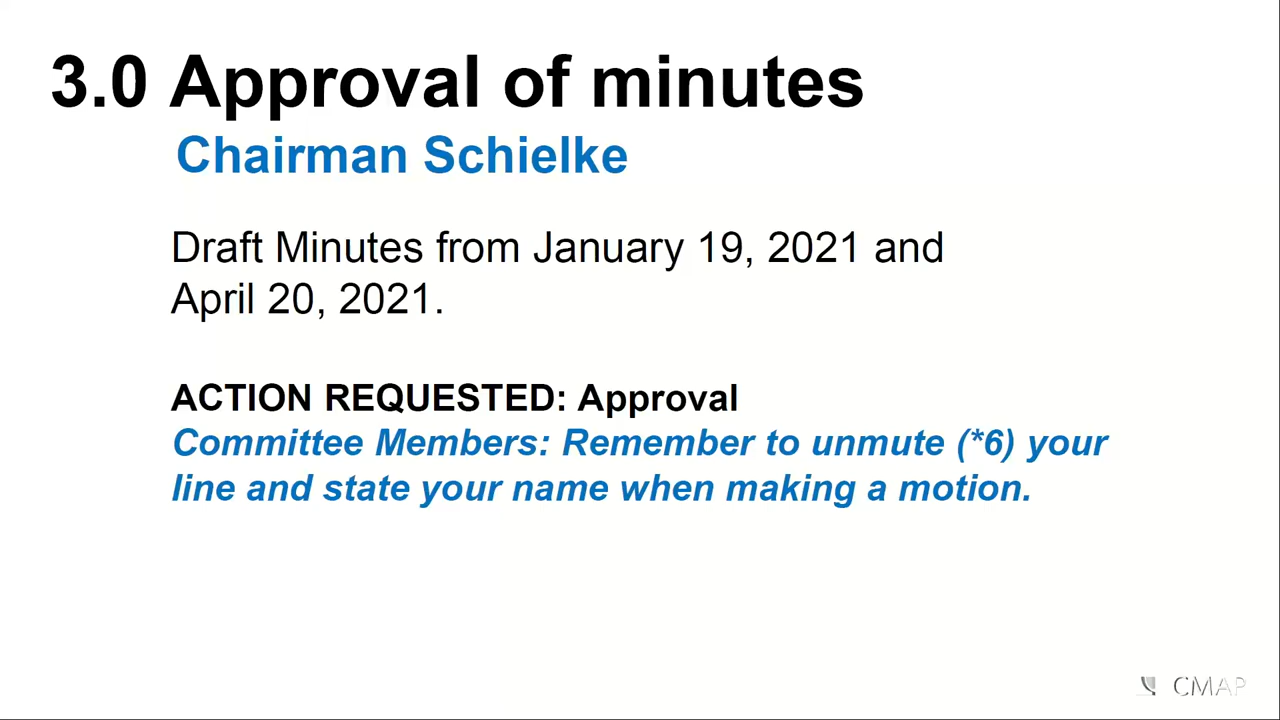 3.0 Approval of minutes
Chairman Schielke
Draft Minutes from January 19, 2021 and
April 20, 2021.
ACTION REQUESTED: Approval
Committee Members: Remember to unmute (*6) your
line and state your name when making a motion.
CMAP